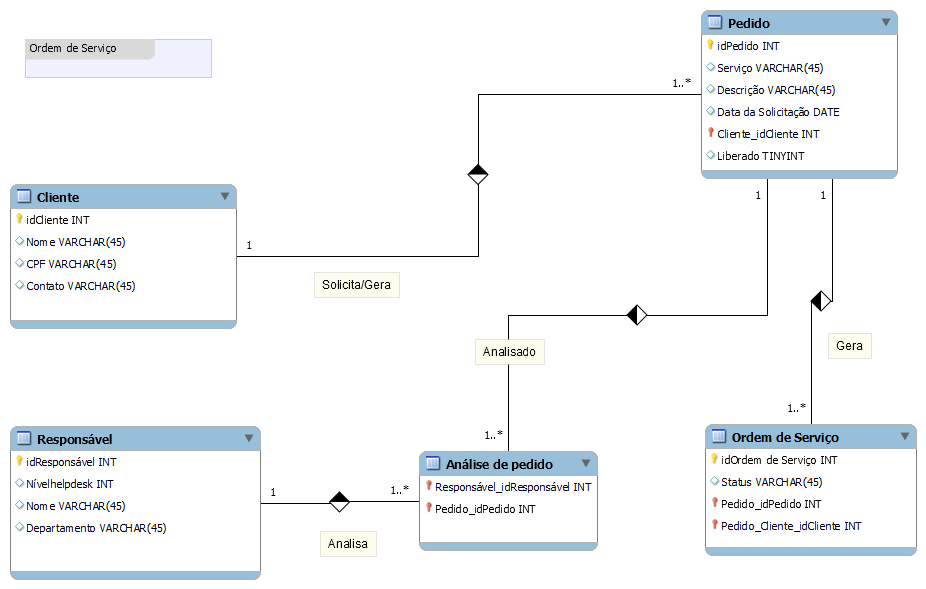 Ordem de Serviço
Pedido
idPedido INT
Serviço VARCHAR(45)
Descrição VARCHAR(45)
Data da Solicitação DATE
Cliente_idCliente INT
Liberado TINYINT
1..*
1
1
Cliente
idCliente INT
Nome VARCHAR(45)
CPF VARCHAR(45)
Contato VARCHAR(45)
1
Solicita/Gera
Analisado
Gera
1..*
1..*
Responsável
idResponsável INT
Nívelhelpdesk INT
Nome VARCHAR(45)
Departamento VARCHAR(45)
1
1..*
Analisa
Análise de pedido
Responsável_idResponsável INT
Pedido_idPedido INT
Ordem de Serviço
idOrdem de Serviço INT
Status VARCHAR(45)
Pedido_idPedido INT
Pedido_Cliente_idCliente INT